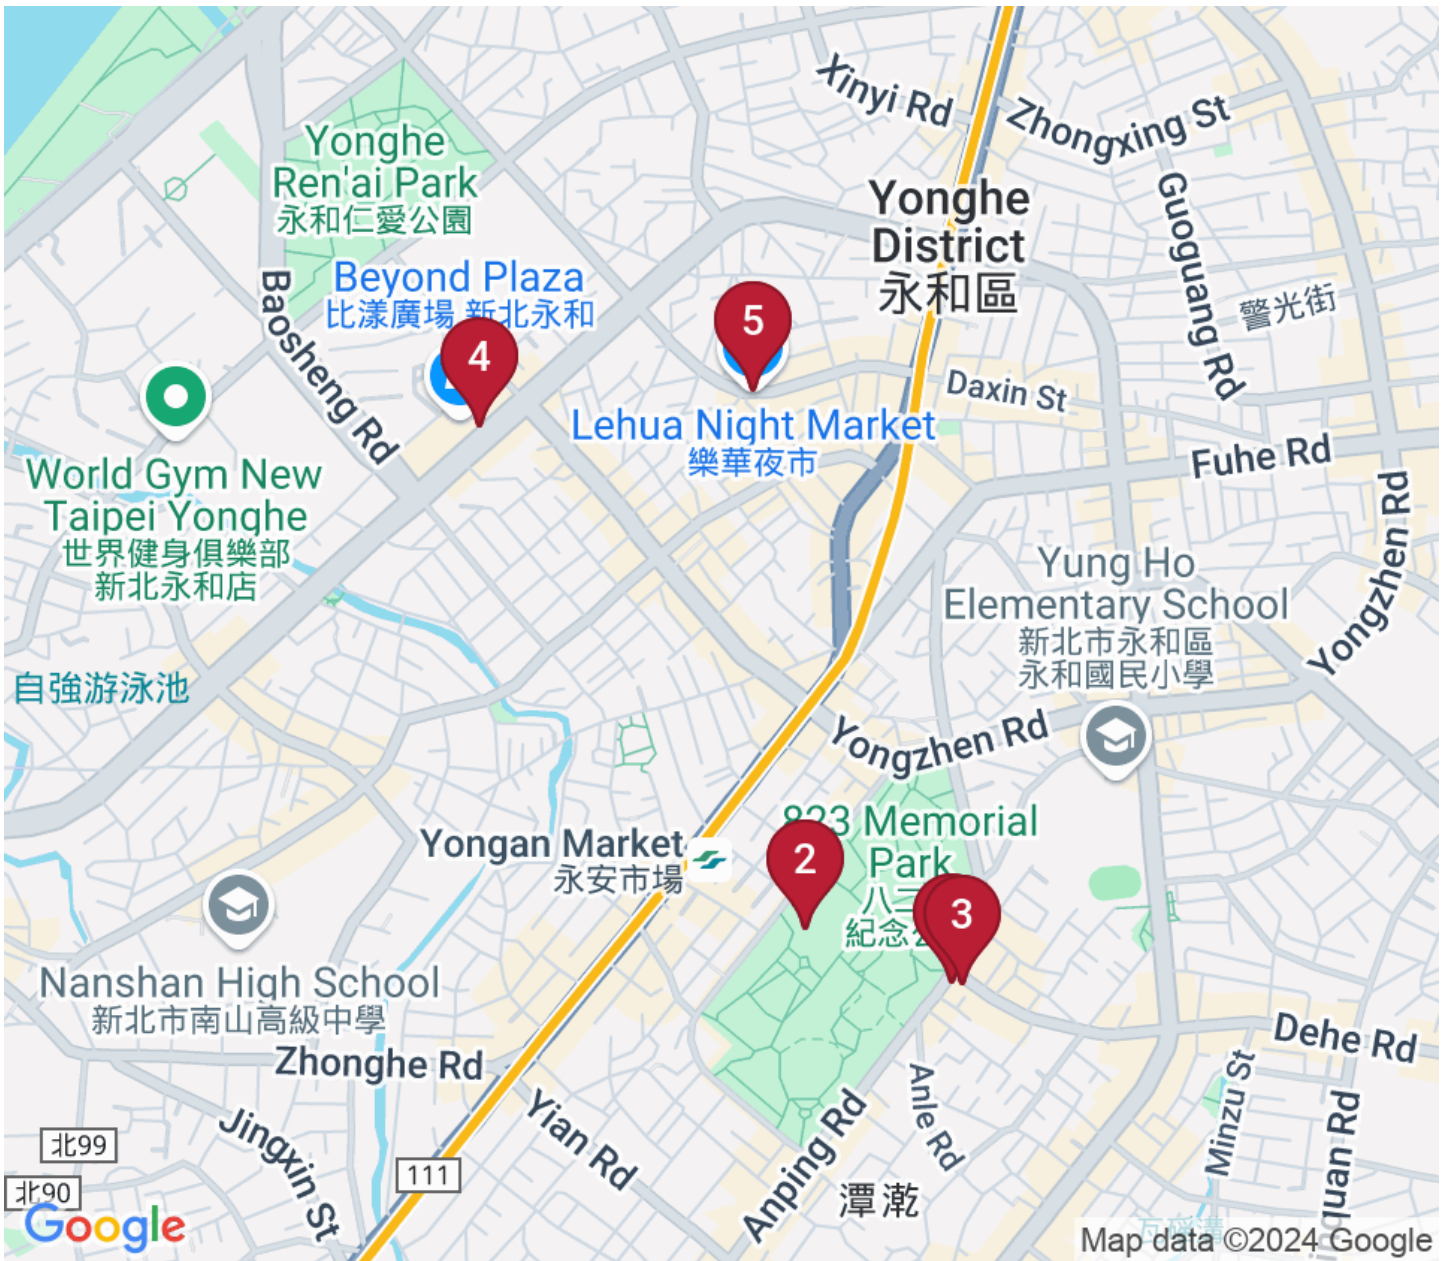 Xinyi Rd
Zhongxing St
Yonghe
Ren'ai Park
永和仁愛公園
Yonghe
District
永和區
Guoguang Rd
警光街
Beyond Plaza
比漾廣場 新北永和
Baosheng Rd
4
5
Daxin St
Lehua Night Market
樂華夜市
Fuhe Rd
World Gym New
Taipei Yonghe
世界健身俱樂部
新北永和店
Yongzhen Rd
Yung Ho
Elementary School
新北市永和區
永和國民小學
自強游泳池
Yongzhen Rd
823 Memorial
Park
八二
紀念公
2
3
Yongan Market
永安市場
Nanshan High School
新北市南山高級中學
Zhonghe Rd
Dehe Rd
Anle Rd
Minzu St
Jingxin St
Yian Rd
Anping Rd
quan Rd
北99
111
北90
潭漧
Google
Map data ©2024 Google